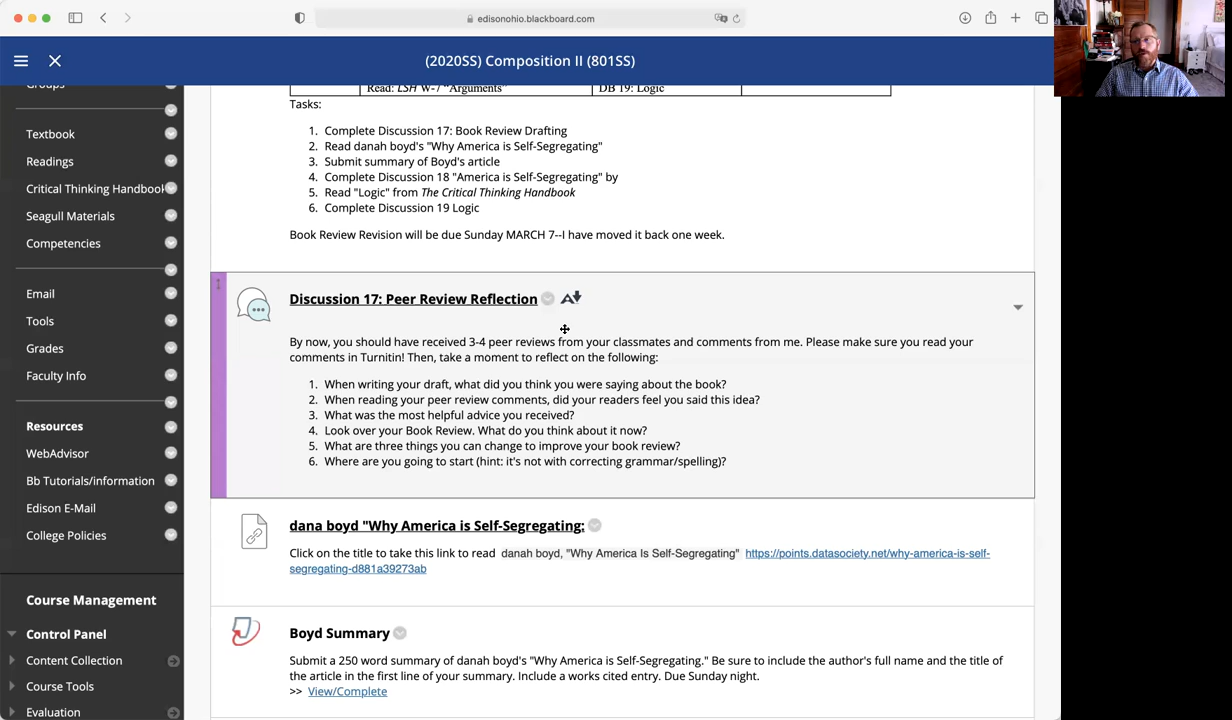 edisonohio.blackboard.com
(2020SS) Composition II (801SS)
Groups
Textbook
Readings
Critical Thinking Handbook
Seagull Materials
Competencies
Email
Tools
Grades
Faculty Info
Resources
WebAdvisor
Bb Tutorials/information
Edison E-Mail
College Policies
Course Management
Control Panel
Content Collection
Course Tools
Evaluation
Read: LSH W-7 "Arguments"
DB 19: Logic
Tasks:
1. Complete Discussion 17: Book Review Drafting
2. Read danah boyd's "Why America is Self-Segregating"
3. Submit summary of Boyd's article
4. Complete Discussion 18 "America is Self-Segregating" by
5. Read "Logic" from The Critical Thinking Handbook
6. Complete Discussion 19 Logic
Book Review Revision will be due Sunday MARCH 7--I have moved it back one week.
Discussion 17: Peer Review Reflection
By now, you should have received 3-4 peer reviews from your classmates and comments from me. Please make sure you read your
comments in Turnitin! Then, take a moment to reflect on the following:
1. When writing your draft, what did you think you were saying about the book?
2. When reading your peer review comments, did your readers feel you said this idea?
3. What was the most helpful advice you received?
4. Look over your Book Review. What do you think about it now?
5. What are three things you can change to improve your book review?
6. Where are you going to start (hint: it's not with correcting grammar/spelling)?
dana boyd "Why America is Self-Segregating:
Click on the title to take this link to read danah boyd, "Why America Is Self-Segregating" https://points.datasociety.net/why-america-is-self-
segregating-d881a39273ab
Boyd Summary
Submit a 250 word summary of danah boyd's "Why America is Self-Segregating." Be sure to include the author's full name and the title of
the article in the first line of your summary. Include a works cited entry. Due Sunday night.
>> View/Complete